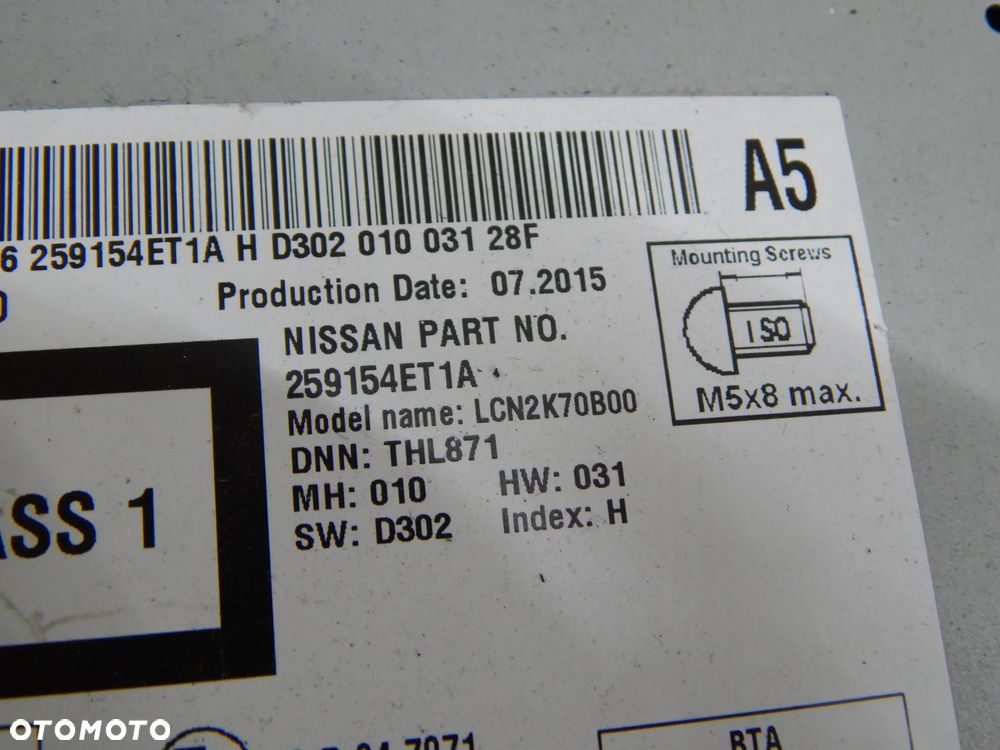 A5
6 259154ET1A H D302 010 031 28F
Production Date: 07.2015
Mounting Screws
ISO
M5x8 max.
NISSAN PART NO.
259154ET1A
Model name: LCN2K70B00
DNN: THL871
MH: 010 HW: 031
SW: D302 Index: H
ASS 1
RTA
OTOMOTO